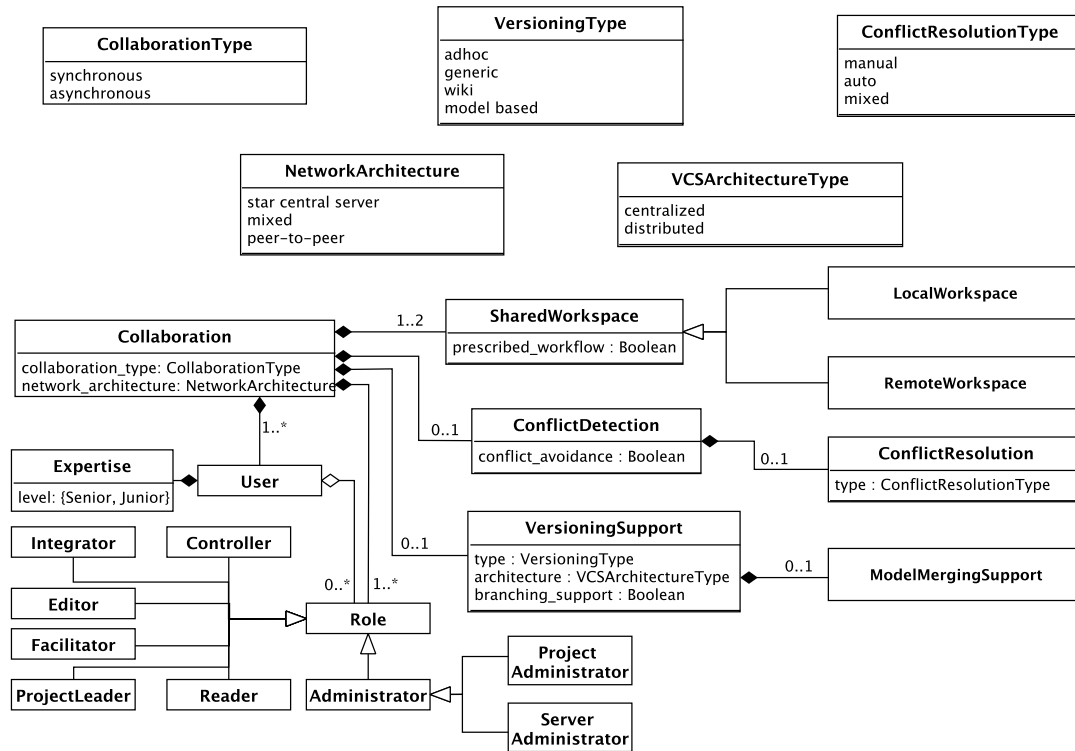 CollaborationType
synchronous
asynchronous
VersioningType
adhoc
generic
wiki
model based
ConflictResolutionType
manual
auto
mixed
NetworkArchitecture
star central server
mixed
peer-to-peer
VCSArchitectureType
centralized
distributed
Collaboration
collaboration_type: CollaborationType
network_architecture: NetworkArchitecture
1..2
SharedWorkspace
prescribed_workflow : Boolean
LocalWorkspace
RemoteWorkspace
0..1
ConflictDetection
conflict_avoidance : Boolean
0..1
ConflictResolution
type : ConflictResolutionType
1..*
Expertise
level: {Senior, Junior}
User
0..1
VersioningSupport
type : VersioningType
architecture : VCSArchitectureType
branching_support : Boolean
0..1
ModelMergingSupport
Integrator
Controller
Editor
Facilitator
ProjectLeader
Reader
0..*
1..*
Role
Administrator
Project
Administrator
Server
Administrator